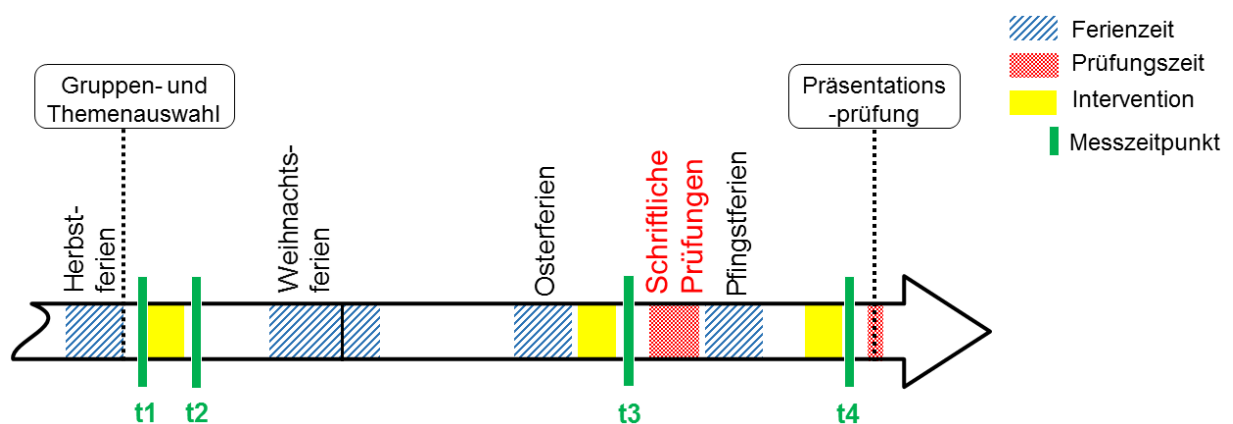 Ferienzeit
Prüfungszeit
Intervention
Messzeitpunkt
Gruppen- und
Themenauswahl
Präsentations
-prüfung
Herbst-
ferien
Weihnachts-
ferien
Osterferien
Schriftliche
Prüfungen
Pfingstferien
t1
t2
t3
t4